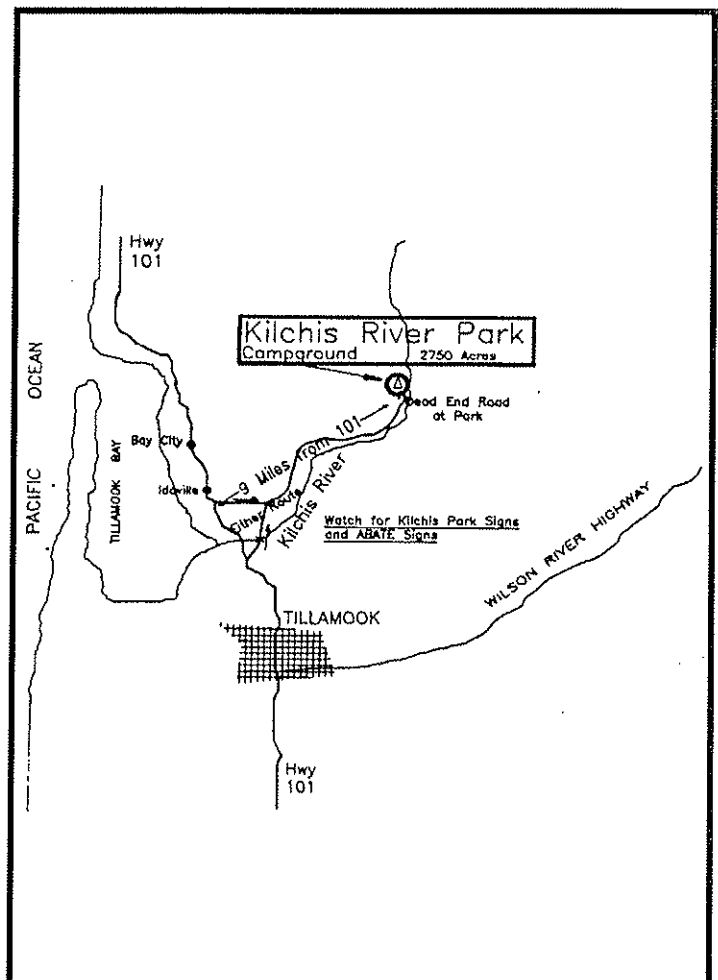 Hwy
101
Kilchis River Park
Campground 2750 Acres
PACIFIC OCEAN
Dead End Road
at Park
Bay City
TILLAMOOK BAY
Idaville
9 Miles from 101
Either Route
Kilchis River
Watch for Kilchis Park Signs
and ABATE Signs
WILSON RIVER HIGHWAY
TILLAMOOK
Hwy
101